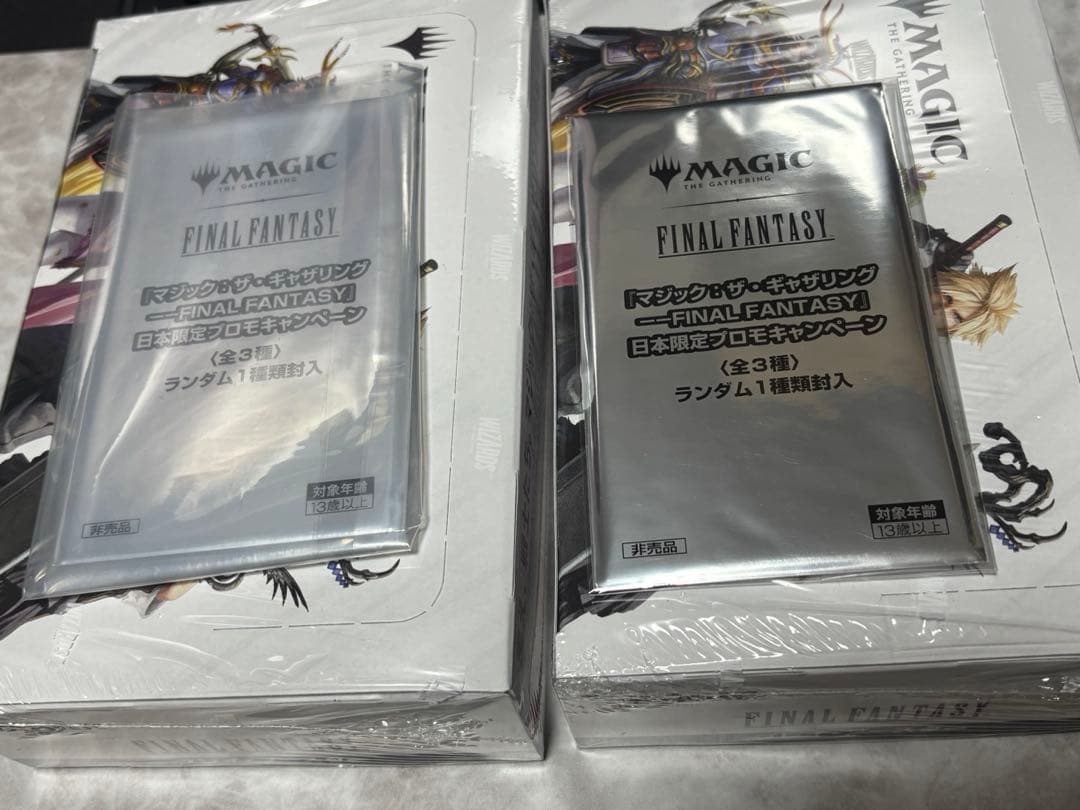 MAGIC
THE GATHERING
FINAL FANTASY
『マジック：ザ・ギャザリング
——FINAL FANTASY』
日本限定プロモキャンペーン
〈全3種〉
ランダム1種類封入
対象年齢
13歳以上
非売品
MAGIC
THE GATHERING
FINAL FANTASY
『マジック：ザ・ギャザリング
——FINAL FANTASY』
日本限定プロモキャンペーン
〈全3種〉
ランダム1種類封入
対象年齢
13歳以上
非売品
MAGIC
THE GATHERING
WIZARDS
WIZARDS
WIZARDS
FINAL FANTASY
FINAL FANTASY